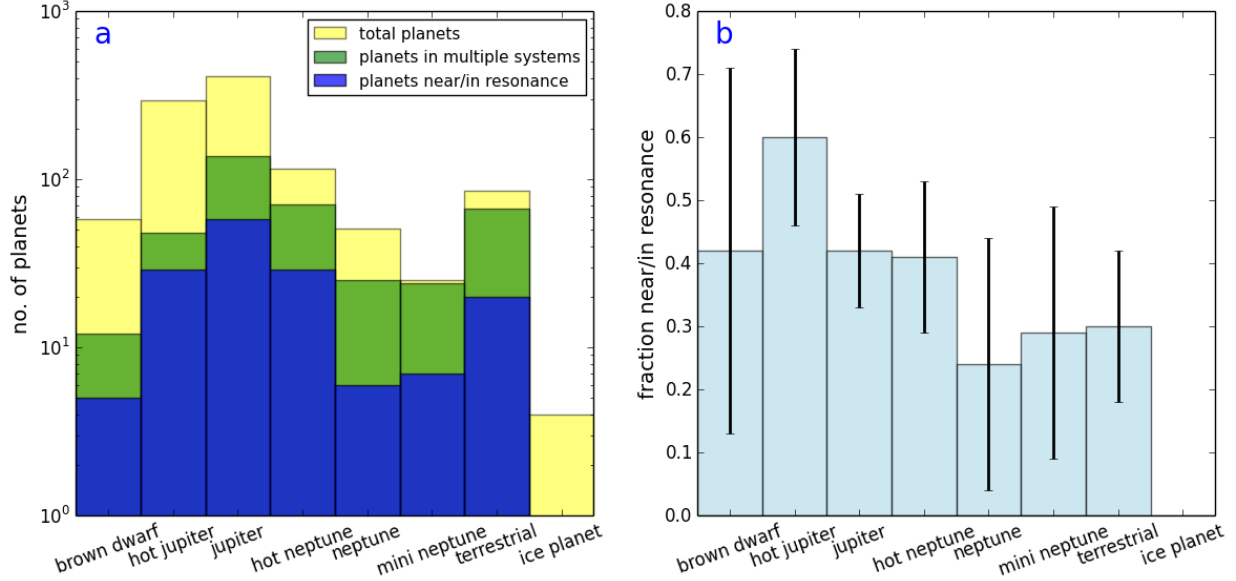 a
total planets
planets in multiple systems
planets near/in resonance
no. of planets
10³
10²
10¹
10⁰
brown dwarf
hot jupiter
jupiter
hot neptune
neptune
mini neptune
terrestrial
ice planet
b
fraction near/in resonance
0.8
0.7
0.6
0.5
0.4
0.3
0.2
0.1
0.0
brown dwarf
hot jupiter
jupiter
hot neptune
neptune
mini neptune
terrestrial
ice planet